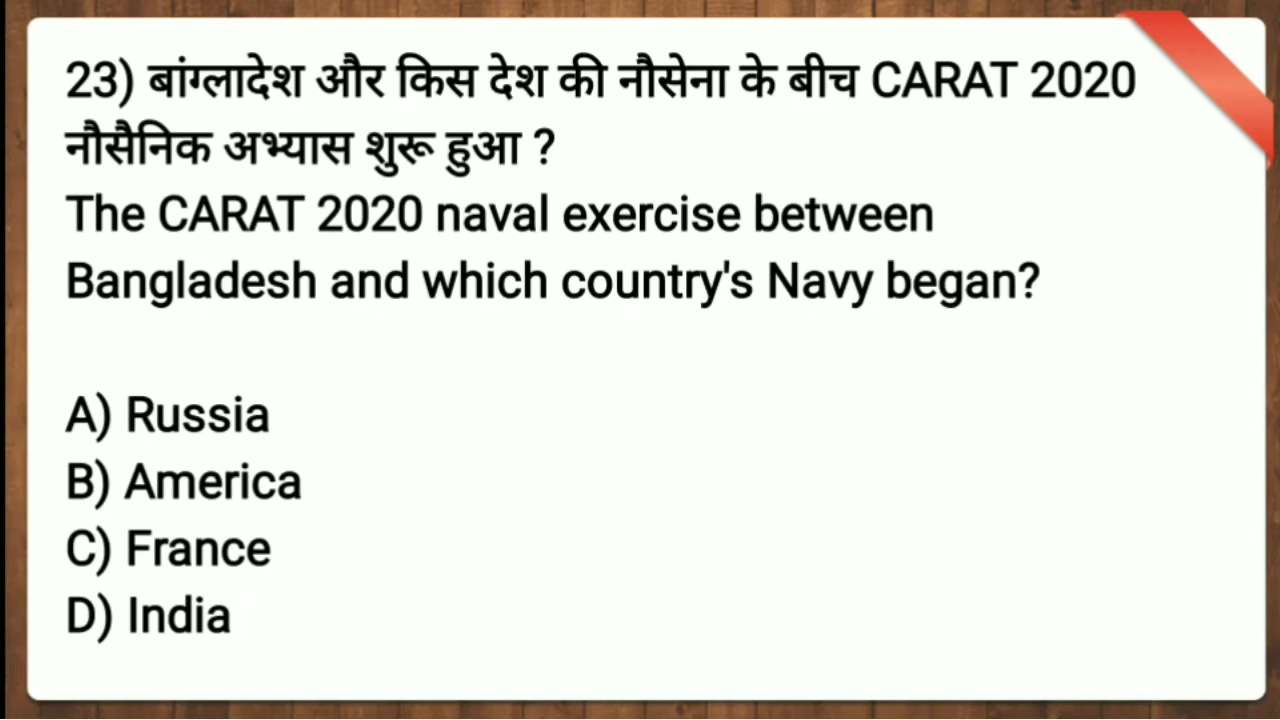 23) बांग्लादेश और किस देश की नौसेना के बीच CARAT 2020
नौसैनिक अभ्यास शुरू हुआ ?
The CARAT 2020 naval exercise between
Bangladesh and which country's Navy began?
A) Russia
B) America
C) France
D) India